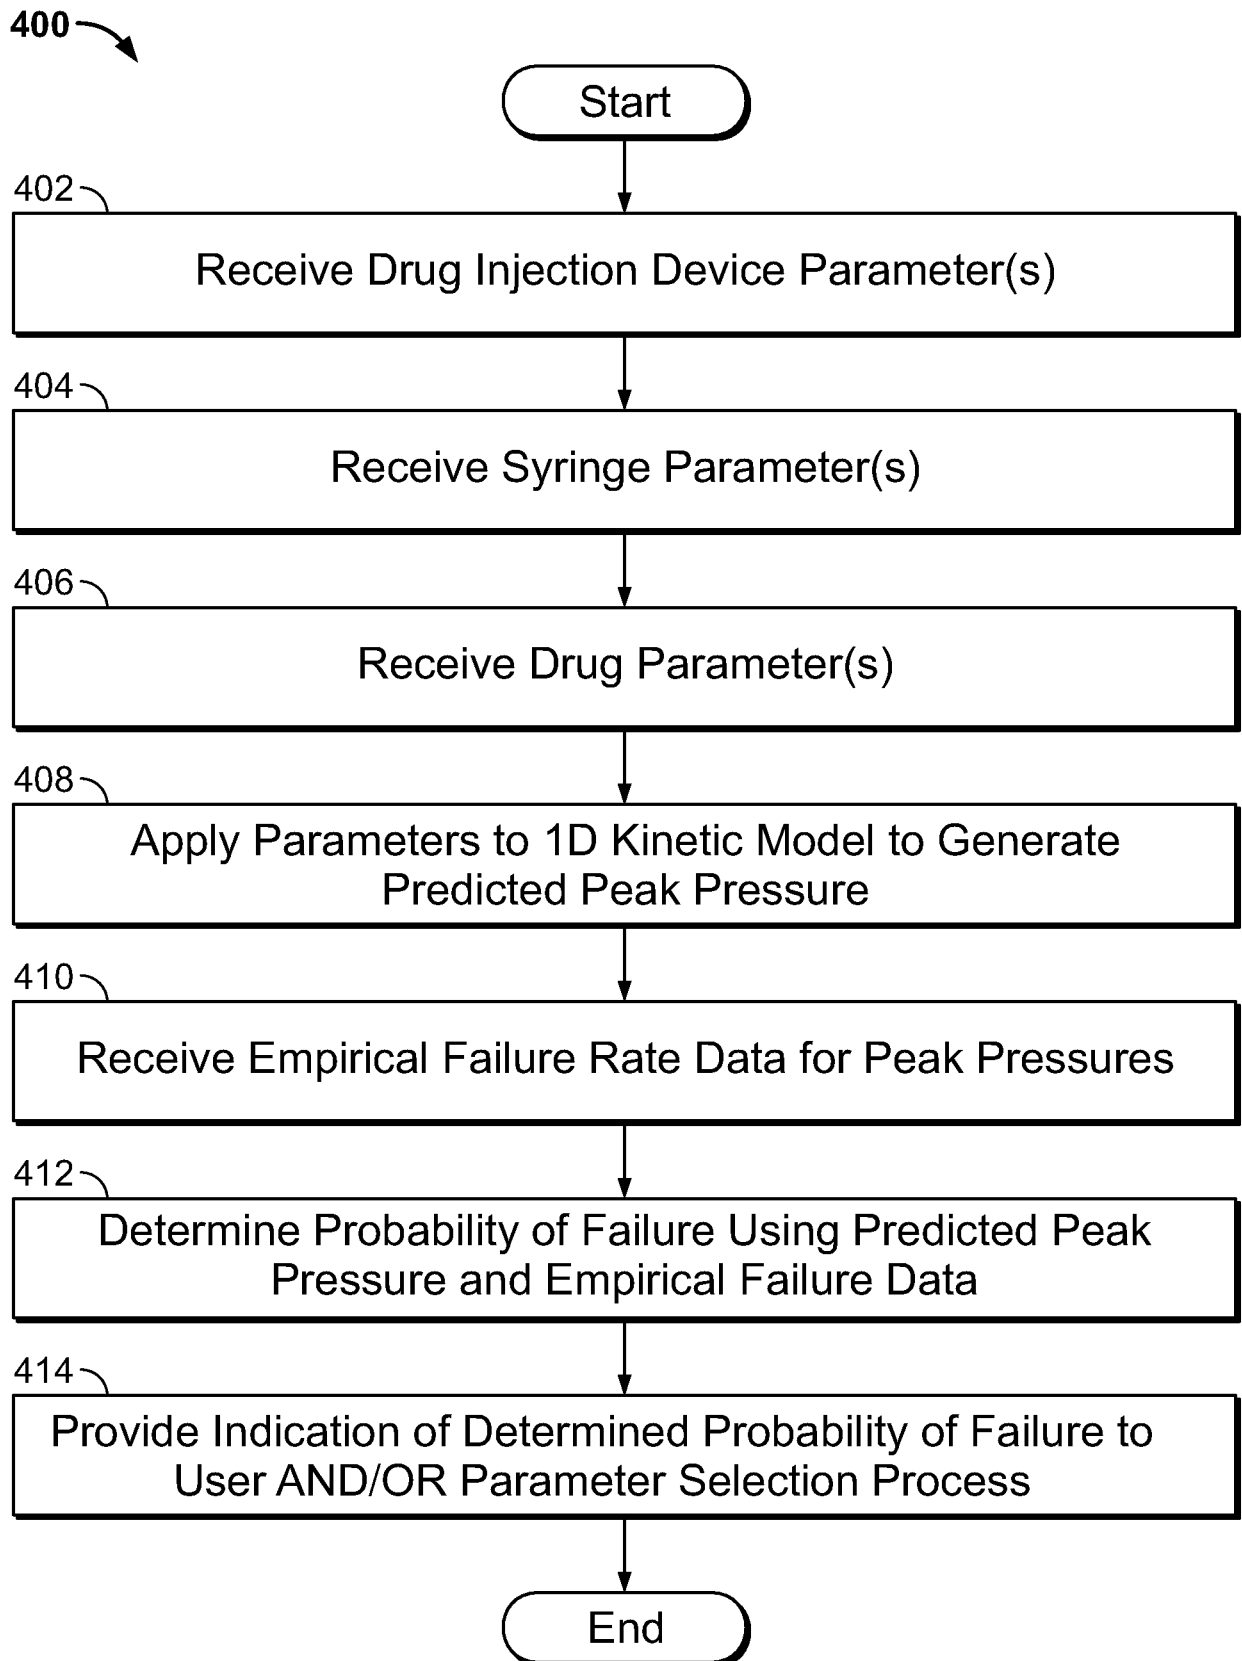 400
Start
402
Receive Drug Injection Device Parameter(s)
404
Receive Syringe Parameter(s)
406
Receive Drug Parameter(s)
408
Apply Parameters to 1D Kinetic Model to Generate
Predicted Peak Pressure
410
Receive Empirical Failure Rate Data for Peak Pressures
412
Determine Probability of Failure Using Predicted Peak
Pressure and Empirical Failure Data
414
Provide Indication of Determined Probability of Failure to
User AND/OR Parameter Selection Process
End